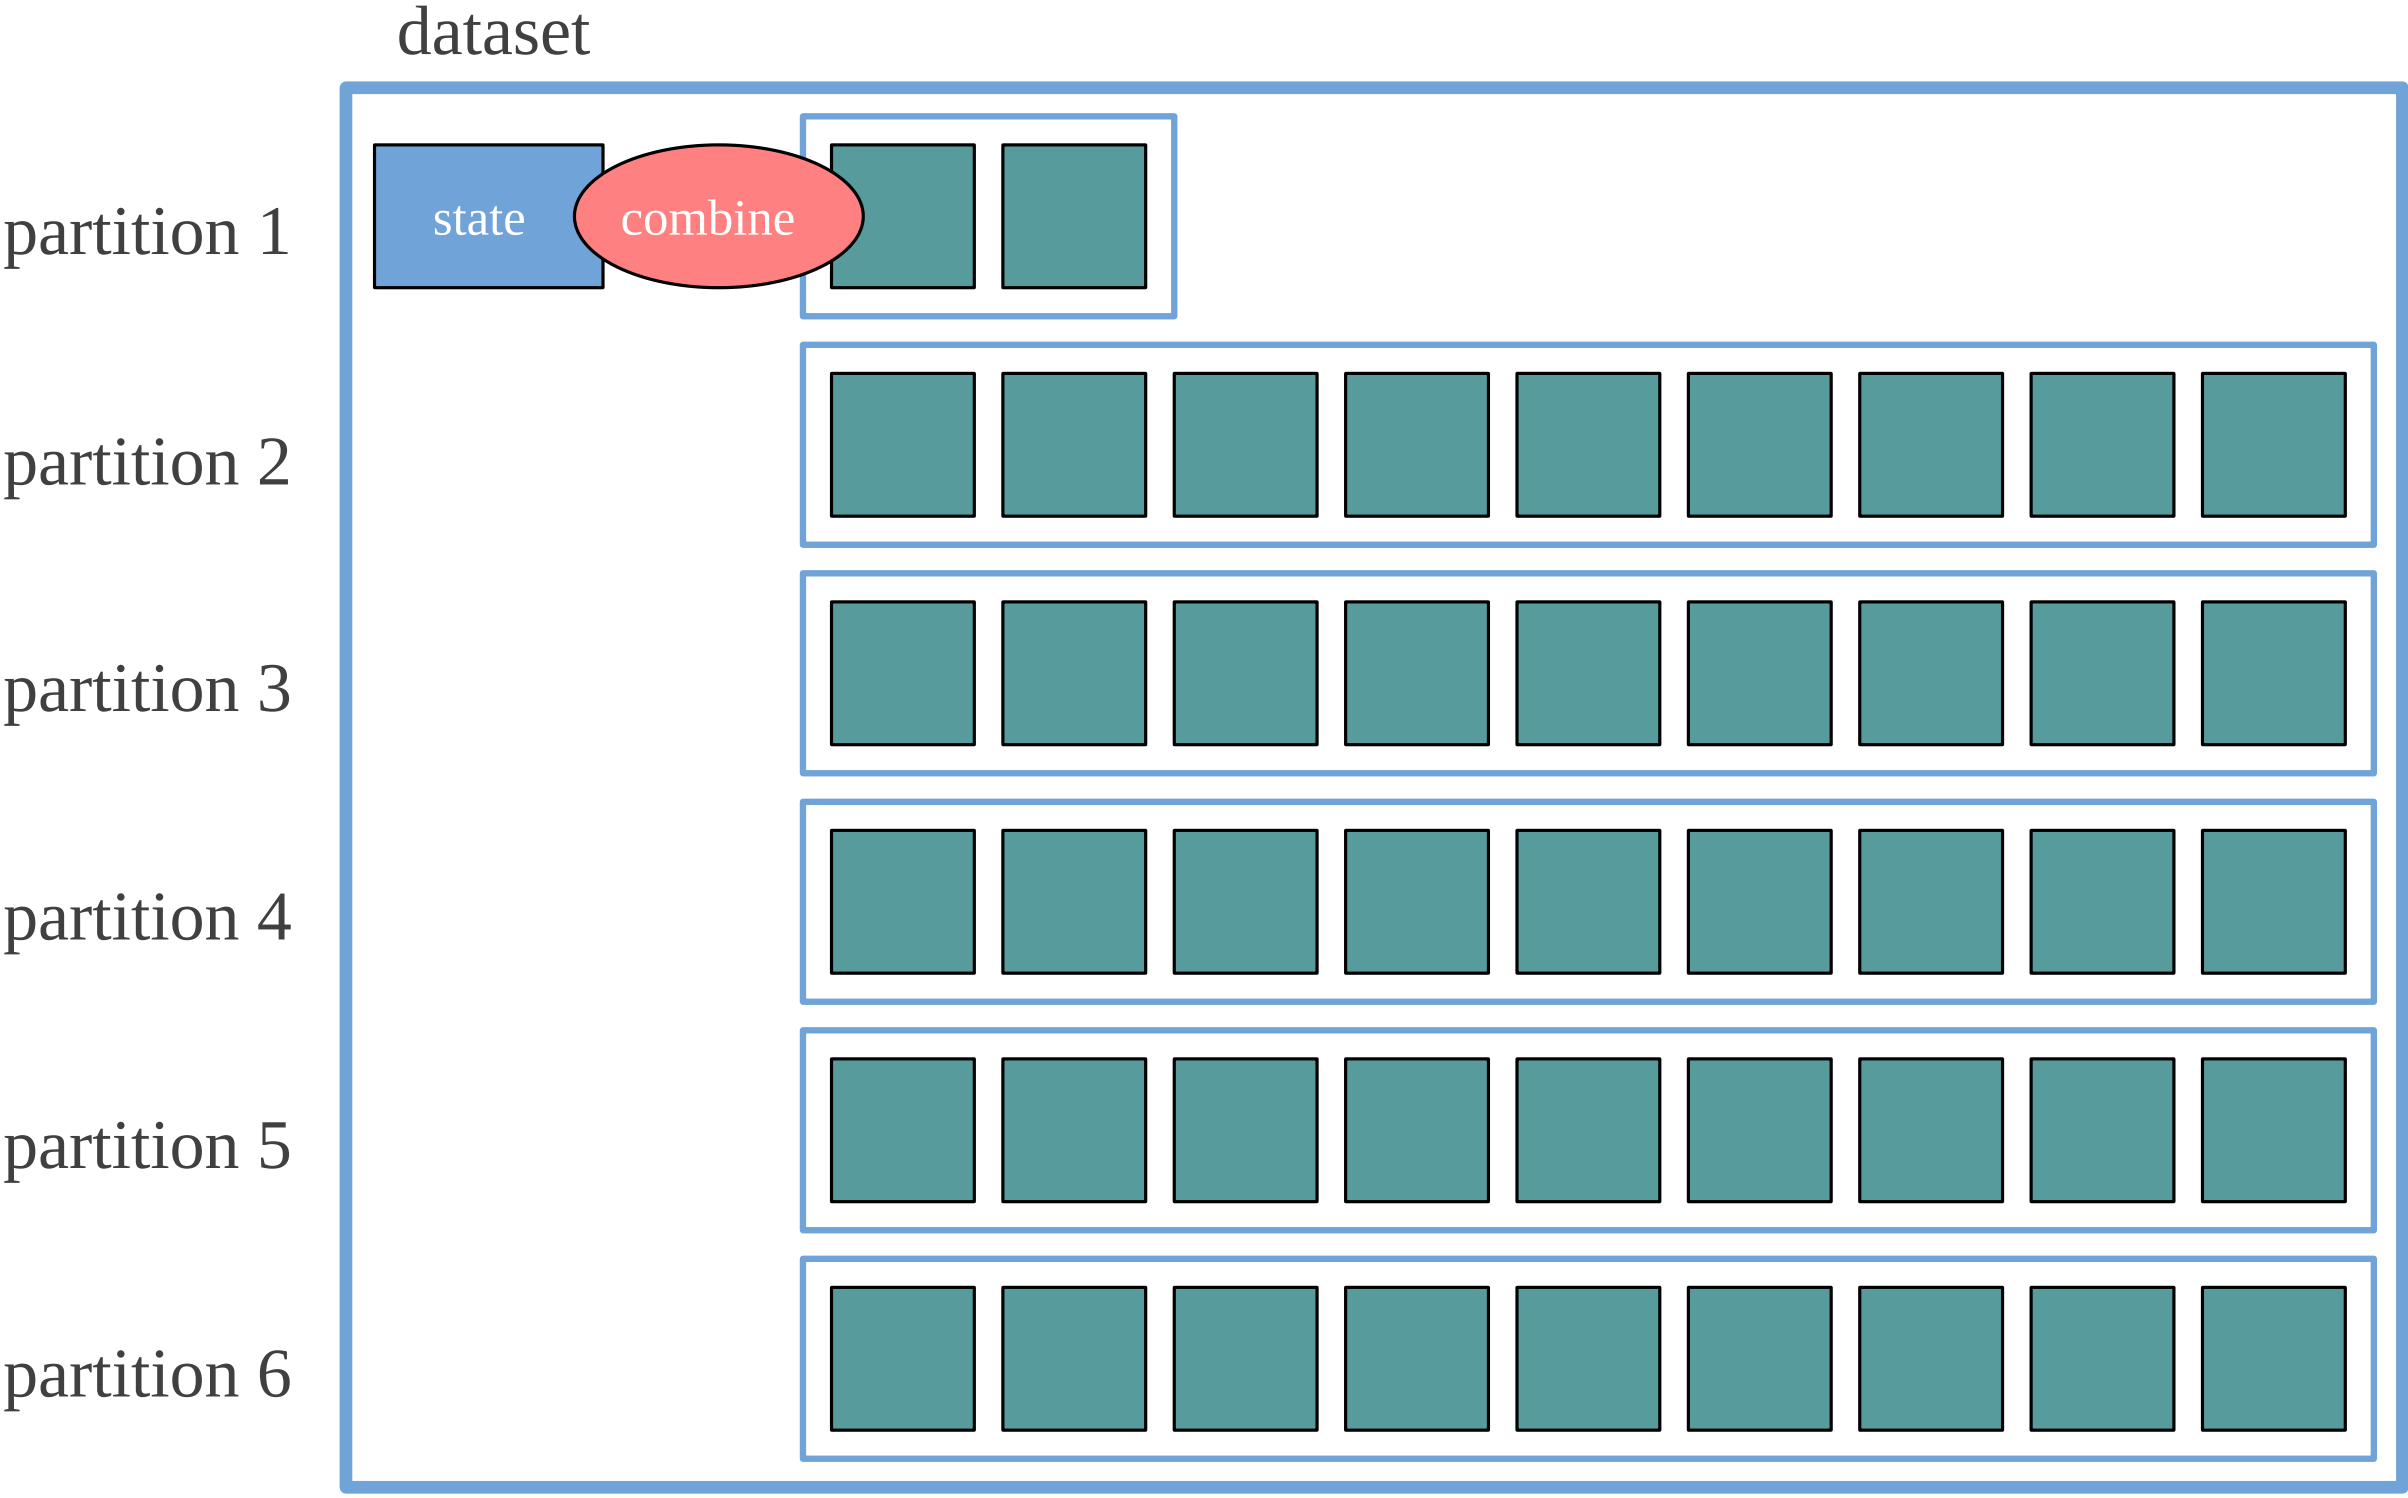 dataset
partition 1
state
combine
partition 2
partition 3
partition 4
partition 5
partition 6